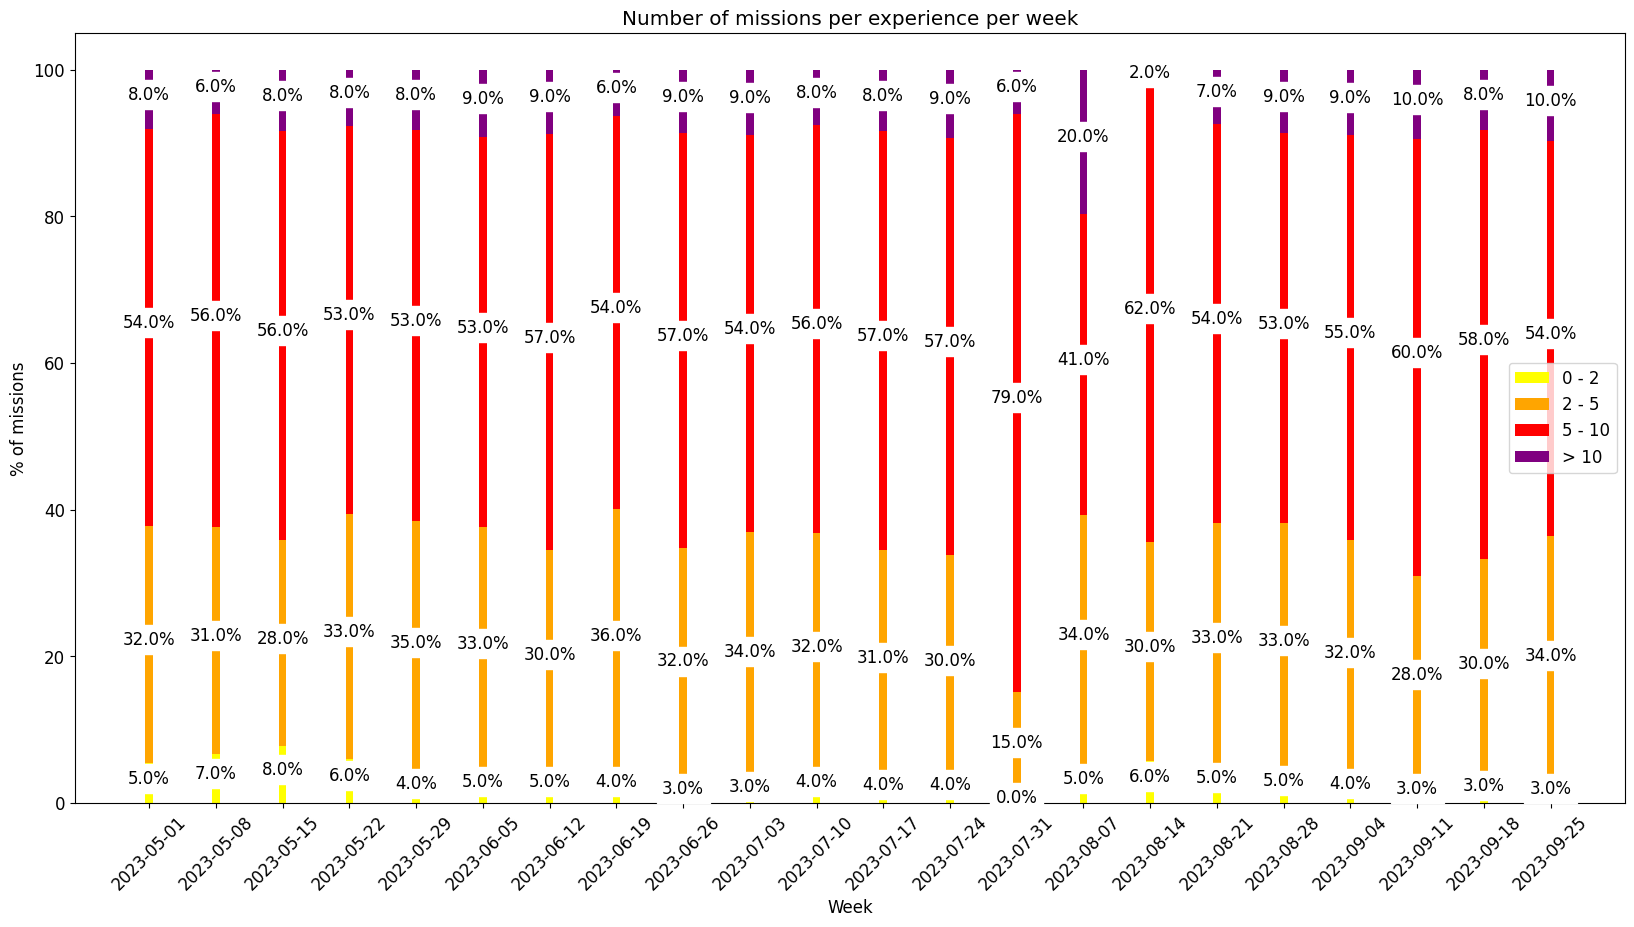 Number of missions per experience per week
% of missions
100
80
60
40
20
0
8.0% 6.0% 8.0% 8.0% 8.0% 9.0% 9.0% 6.0% 9.0% 9.0% 8.0% 8.0% 9.0% 6.0% 20.0% 2.0% 7.0% 9.0% 9.0% 10.0% 8.0% 10.0%
54.0% 56.0% 56.0% 53.0% 53.0% 53.0% 57.0% 54.0% 57.0% 54.0% 56.0% 57.0% 57.0% 79.0% 41.0% 62.0% 54.0% 53.0% 55.0% 60.0% 58.0% 54.0%
32.0% 31.0% 28.0% 33.0% 35.0% 33.0% 30.0% 36.0% 32.0% 34.0% 32.0% 31.0% 30.0% 15.0% 34.0% 30.0% 33.0% 33.0% 32.0% 28.0% 30.0% 34.0%
5.0% 7.0% 8.0% 6.0% 4.0% 5.0% 5.0% 4.0% 3.0% 3.0% 4.0% 4.0% 4.0% 0.0% 5.0% 6.0% 5.0% 5.0% 4.0% 3.0% 3.0% 3.0%
0 - 2
2 - 5
5 - 10
> 10
2023-05-01 2023-05-08 2023-05-15 2023-05-22 2023-05-29 2023-06-05 2023-06-12 2023-06-19 2023-06-26 2023-07-03 2023-07-10 2023-07-17 2023-07-24 2023-07-31 2023-08-07 2023-08-14 2023-08-21 2023-08-28 2023-09-04 2023-09-11 2023-09-18 2023-09-25
Week